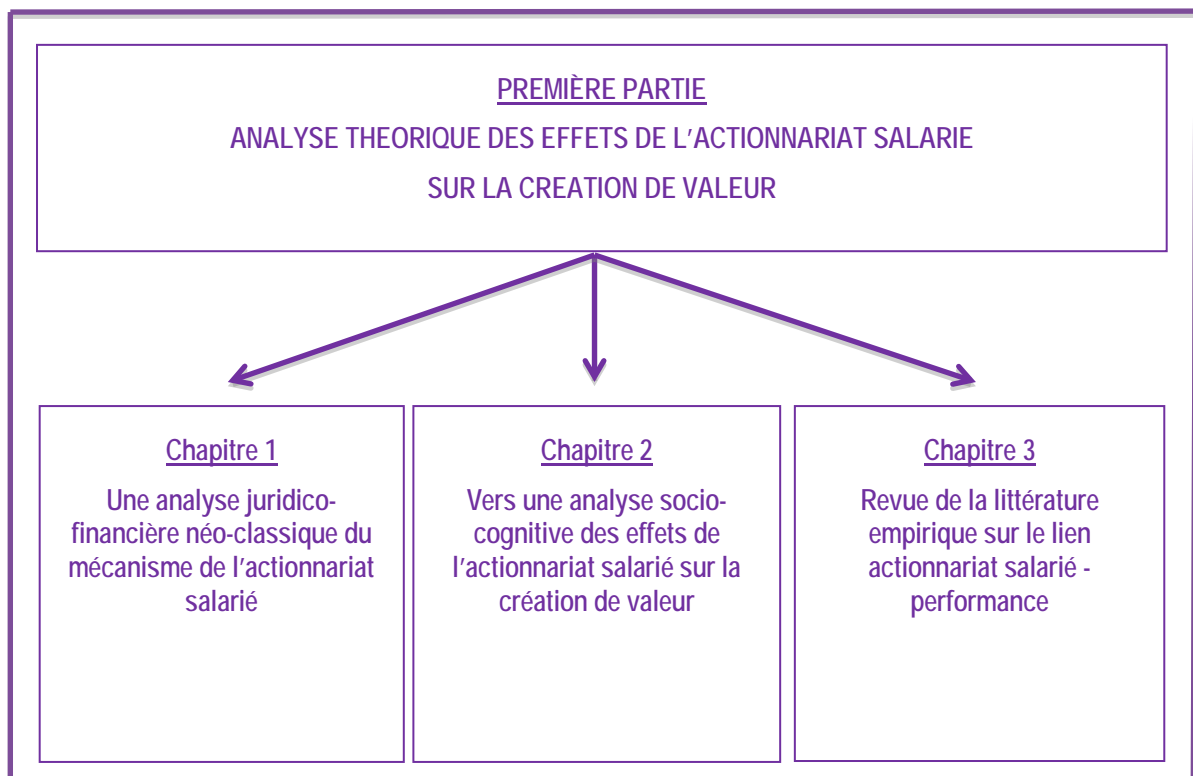 PREMIÈRE PARTIE
ANALYSE THEORIQUE DES EFFETS DE L'ACTIONNARIAT SALARIE
SUR LA CREATION DE VALEUR
Chapitre 1
Une analyse juridico-
financière néo-classique du
mécanisme de l'actionnariat
salarié
Chapitre 2
Vers une analyse socio-
cognitive des effets de
l'actionnariat salarié sur la
création de valeur
Chapitre 3
Revue de la littérature
empirique sur le lien
actionnariat salarié -
performance